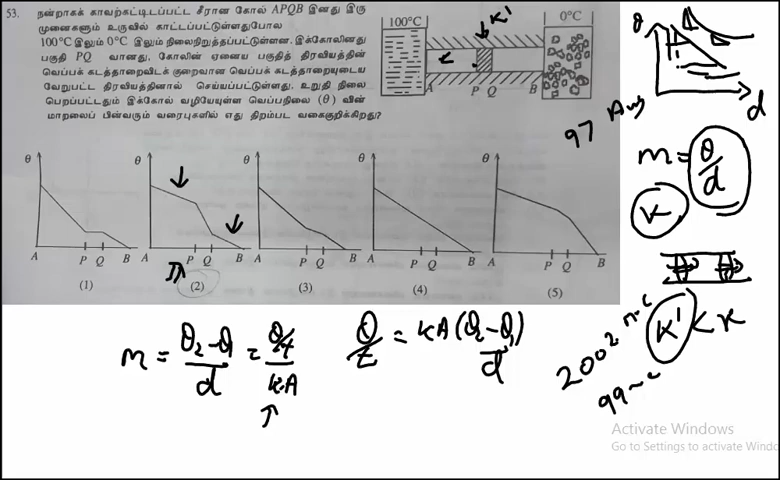 53. நன்றாகக் காவற்கட்டிடப்பட்ட சீரான கோல் APQB இனது இரு
முனைகளும் உருவில் காட்டப்பட்டுள்ளதுபோல
100°C இலும் 0°C இலும் நிலைநிறுத்தப்பட்டுள்ளன. இக்கோலினது
பகுதி PQ வானது, கோலின் ஏனைய பகுதித் திரவியத்தின்
வெப்பக் கடத்தாறைவிடக் குறைவான வெப்பக் கடத்தாறையுடைய
வேறுபட்ட திரவியத்தினால் செய்யப்பட்டுள்ளது. உறுதி நிலை
பெறப்பட்டதும் இக்கோல் வழியேயுள்ள வெப்பநிலை (θ) வின்
மாறலைப் பின்வரும் வரைபுகளில் எது திறம்பட வகைகுறிக்கிறது?
100°C K' 0°C
A P Q B
θ d
97 Ans
m = θ/d
K
K' < K
2002 m.c
99 m c
θ θ θ θ θ
A P Q B A P Q B A P Q B A P Q B A P Q B
(1) (2) (3) (4) (5)
m = θ2 - θ1 / d = Q/t / kA
Q/t = kA (θ2 - θ1) / d
Activate Windows
Go to Settings to activate Windo